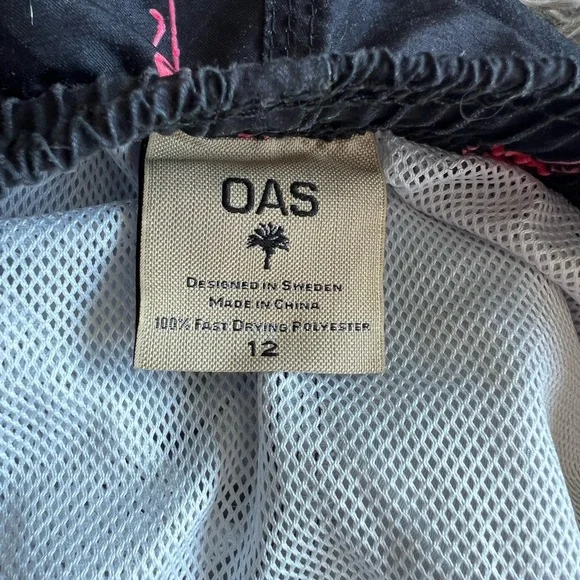 OAS
DESIGNED IN SWEDEN
MADE IN CHINA
100% FAST DRYING POLYESTER
12